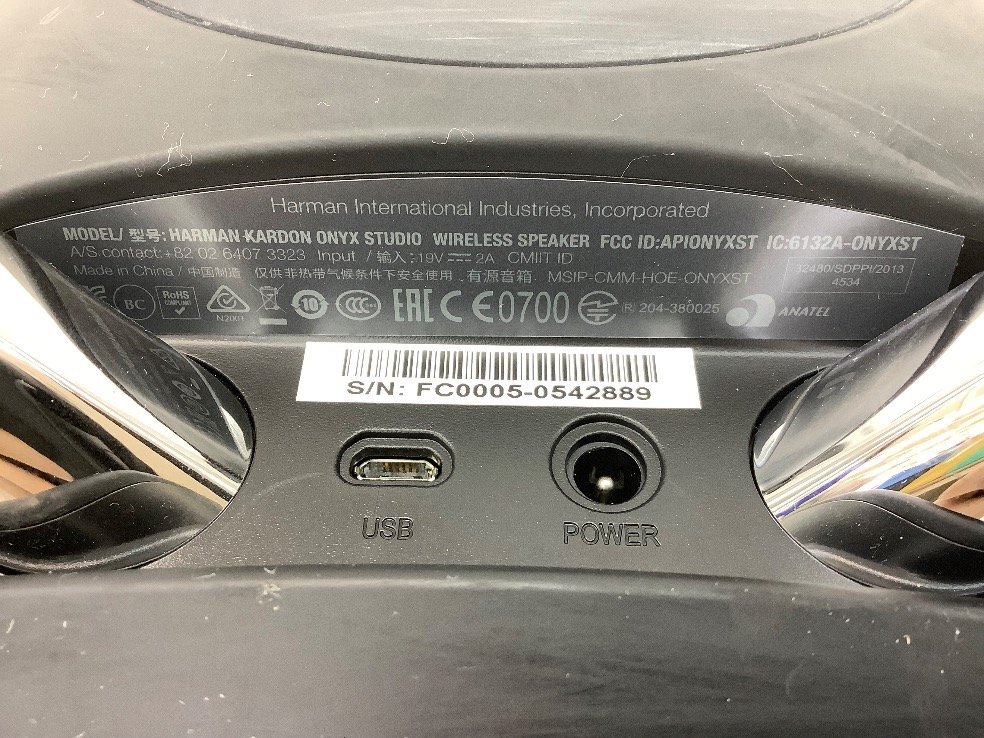 Harman International Industries, Incorporated
MODEL/ 型号: HARMAN KARDON ONYX STUDIO WIRELESS SPEAKER FCC ID:APIONYXST IC:6132A-ONYXST
A/S.contact:+82 02 6407 3323 Input / 输入:19V 2A CMIIT ID
Made in China / 中国制造 仅供非热带气候条件下安全使用. 有源音箱 MSIP-CMM-HOE-ONYXST
32480/SDPPI/2013
4534
BC RoHS COMPLIANT N2003 10 CCC EAC CE0700 R 204-380025 ANATEL
S/N: FC0005-0542889
USB
POWER